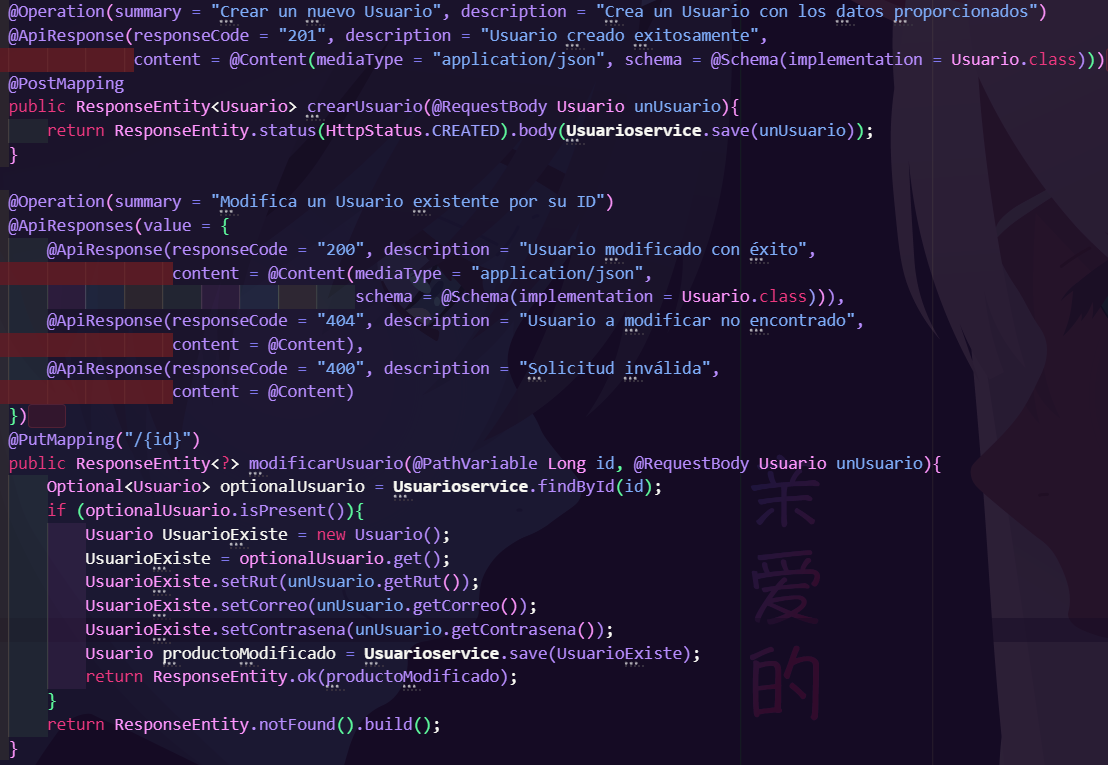 @Operation(summary = "Crear un nuevo Usuario", description = "Crea un Usuario con los datos proporcionados")
@ApiResponse(responseCode = "201", description = "Usuario creado exitosamente",
content = @Content(mediaType = "application/json", schema = @Schema(implementation = Usuario.class)))
@PostMapping
public ResponseEntity<Usuario> crearUsuario(@RequestBody Usuario unUsuario){
return ResponseEntity.status(HttpStatus.CREATED).body(Usuarioservice.save(unUsuario));
}
@Operation(summary = "Modifica un Usuario existente por su ID")
@ApiResponses(value = {
@ApiResponse(responseCode = "200", description = "Usuario modificado con éxito",
content = @Content(mediaType = "application/json",
schema = @Schema(implementation = Usuario.class))),
@ApiResponse(responseCode = "404", description = "Usuario a modificar no encontrado",
content = @Content),
@ApiResponse(responseCode = "400", description = "Solicitud inválida",
content = @Content)
})
@PutMapping("/{id}")
public ResponseEntity<?> modificarUsuario(@PathVariable Long id, @RequestBody Usuario unUsuario){
Optional<Usuario> optionalUsuario = Usuarioservice.findById(id);
if (optionalUsuario.isPresent()){
Usuario UsuarioExiste = new Usuario();
UsuarioExiste = optionalUsuario.get();
UsuarioExiste.setRut(unUsuario.getRut());
UsuarioExiste.setCorreo(unUsuario.getCorreo());
UsuarioExiste.setContrasena(unUsuario.getContrasena());
Usuario productoModificado = Usuarioservice.save(UsuarioExiste);
return ResponseEntity.ok(productoModificado);
}
return ResponseEntity.notFound().build();
}
亲爱的